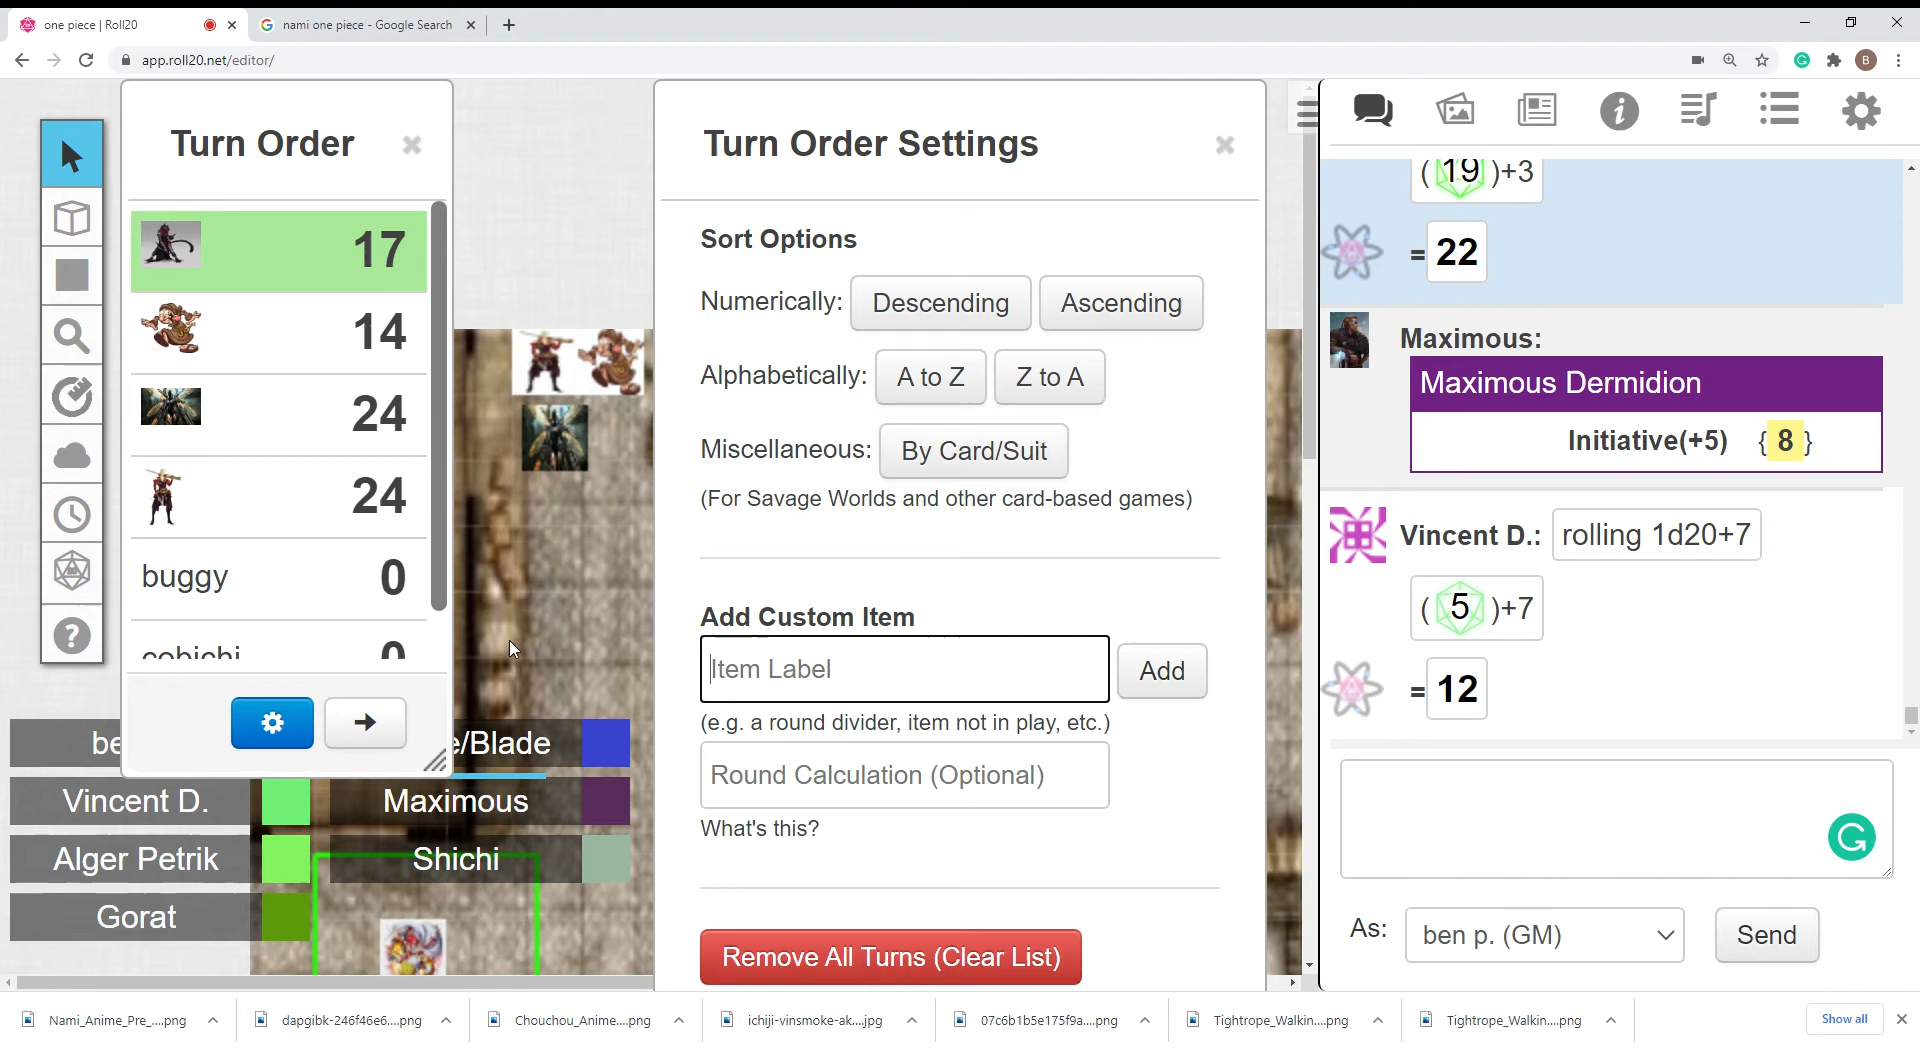 one piece | Roll20
nami one piece - Google Search
app.roll20.net/editor/
B
Turn Order
17
14
24
24
buggy 0
cobichi 0
be
e/Blade
Vincent D.
Maximous
Alger Petrik
Shichi
Gorat
Turn Order Settings
Sort Options
Numerically: Descending Ascending
Alphabetically: A to Z Z to A
Miscellaneous: By Card/Suit
(For Savage Worlds and other card-based games)
Add Custom Item
Item Label
Add
(e.g. a round divider, item not in play, etc.)
Round Calculation (Optional)
What's this?
Remove All Turns (Clear List)
(19)+3
= 22
Maximous:
Maximous Dermidion
Initiative(+5) {8}
Vincent D.: rolling 1d20+7
(5)+7
= 12
As: ben p. (GM) Send
Nami_Anime_Pre_....png
dapgibk-246f46e6....png
Chouchou_Anime....png
ichiji-vinsmoke-ak....jpg
07c6b1b5e175f9a....png
Tightrope_Walkin....png
Tightrope_Walkin....png
Show all